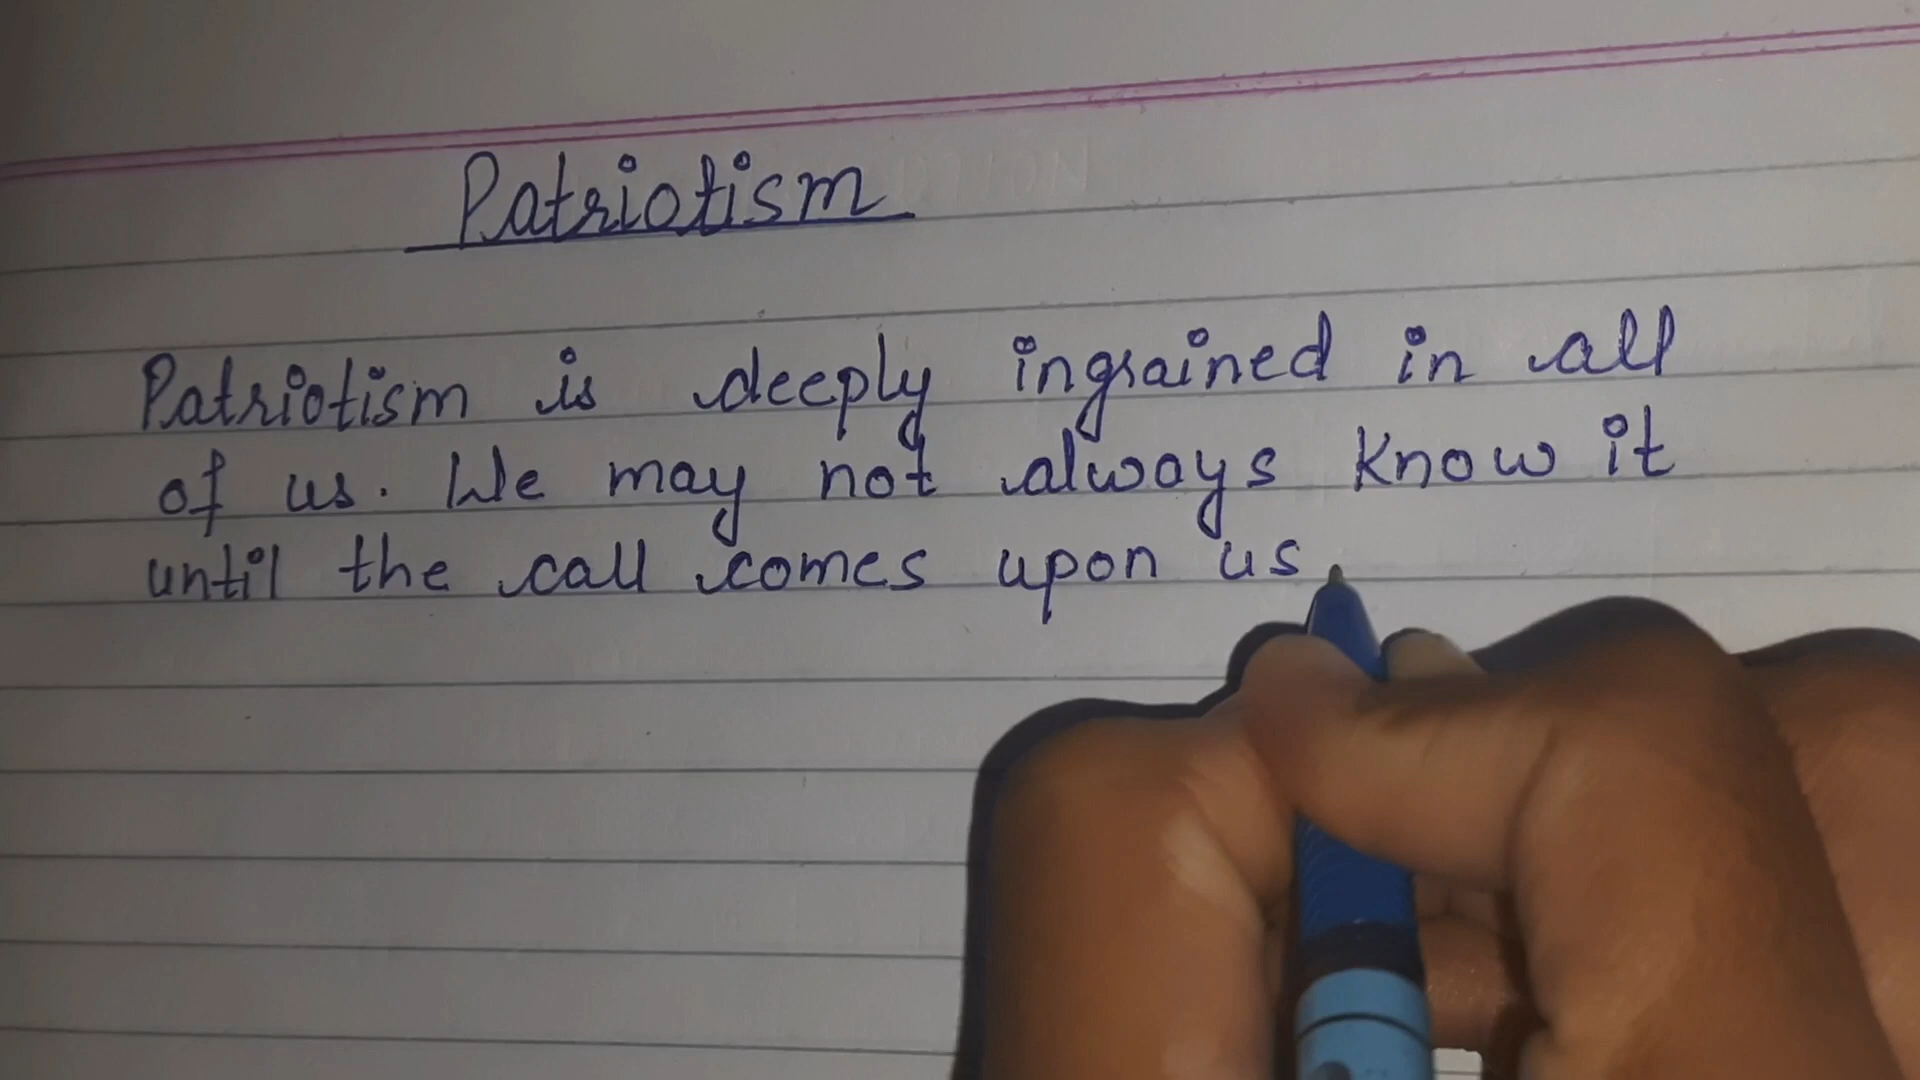 Patriotism
Patriotism is deeply ingrained in all
of us. We may not always know it
until the call comes upon us.